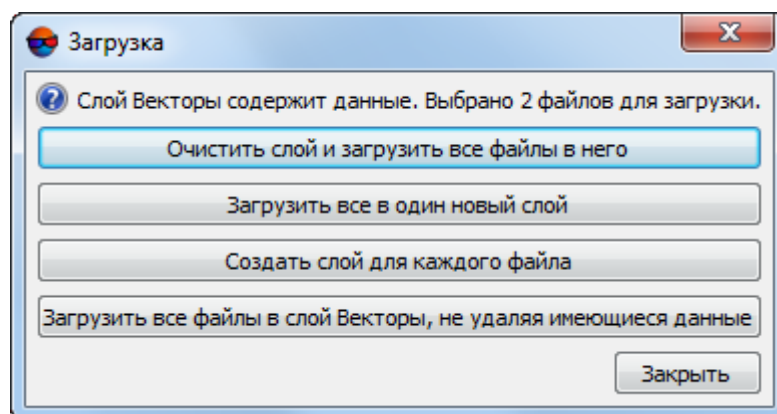 Загрузка
Слой Векторы содержит данные. Выбрано 2 файлов для загрузки.
Очистить слой и загрузить все файлы в него
Загрузить все в один новый слой
Создать слой для каждого файла
Загрузить все файлы в слой Векторы, не удаляя имеющиеся данные
Закрыть